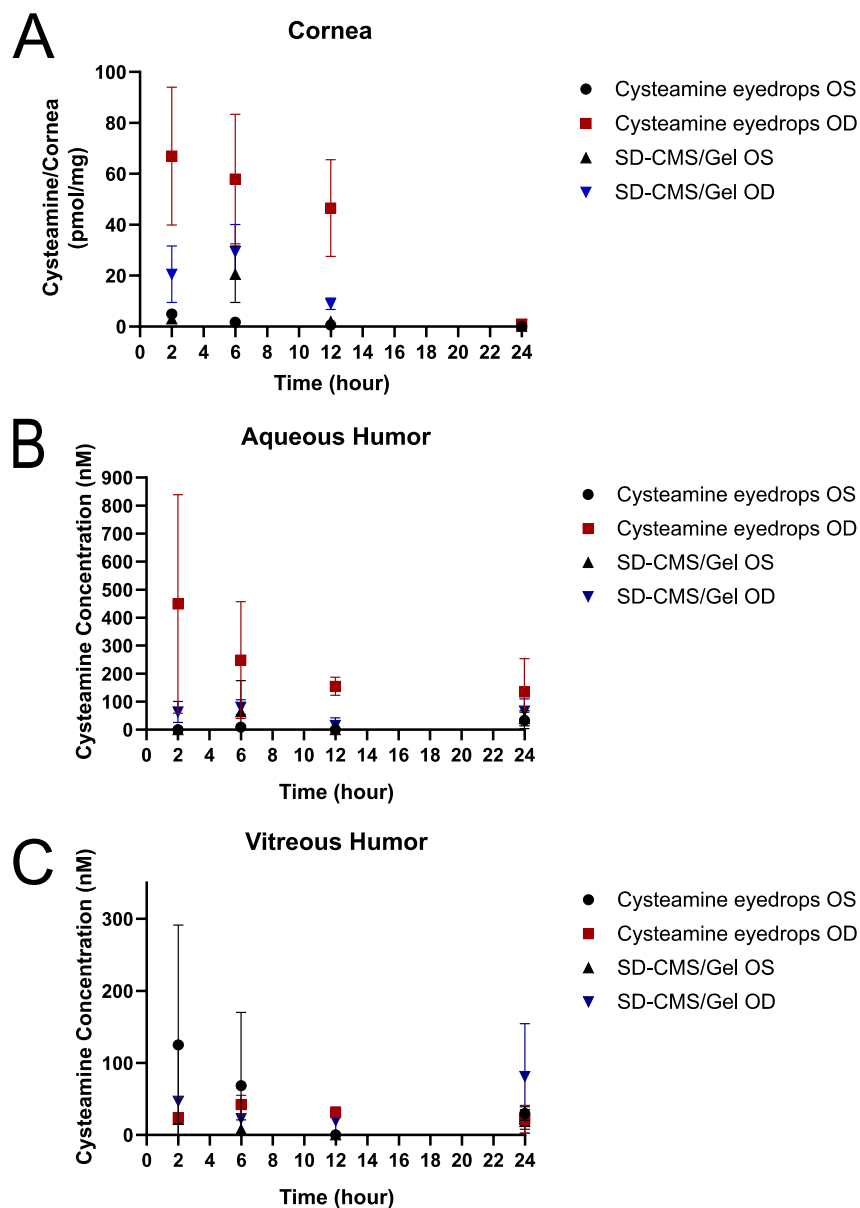 A
Cornea
Cysteamine/Cornea
(pmol/mg)
100
80
60
40
20
0
0 2 4 6 8 10 12 14 16 18 20 22 24
Time (hour)
Cysteamine eyedrops OS
Cysteamine eyedrops OD
SD-CMS/Gel OS
SD-CMS/Gel OD
B
Aqueous Humor
Cysteamine Concentration (nM)
900
800
700
600
500
400
300
200
100
0
0 2 4 6 8 10 12 14 16 18 20 22 24
Time (hour)
Cysteamine eyedrops OS
Cysteamine eyedrops OD
SD-CMS/Gel OS
SD-CMS/Gel OD
C
Vitreous Humor
Cysteamine Concentration (nM)
300
200
100
0
0 2 4 6 8 10 12 14 16 18 20 22 24
Time (hour)
Cysteamine eyedrops OS
Cysteamine eyedrops OD
SD-CMS/Gel OS
SD-CMS/Gel OD